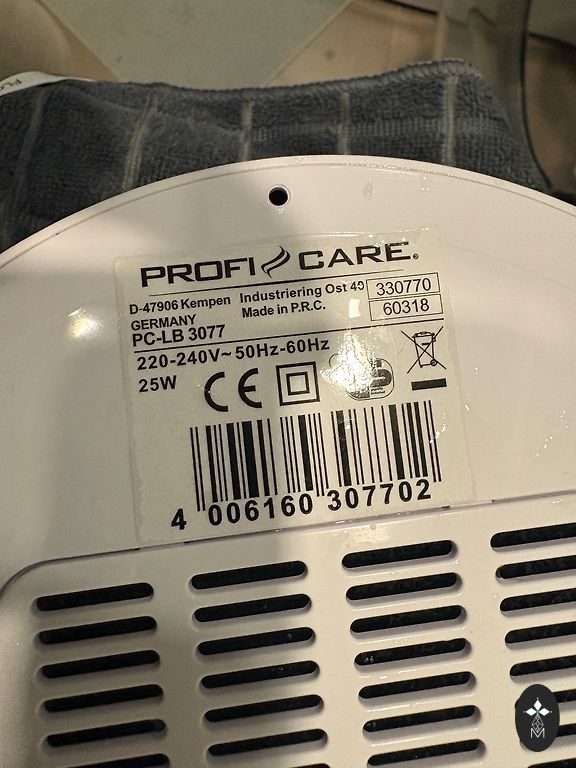 PROFI CARE®
D-47906 Kempen Industriering Ost 40 330770
GERMANY Made in P.R.C. 60318
PC-LB 3077
220-240V~50Hz-60Hz
25W CE GS
4 006160 307702
M